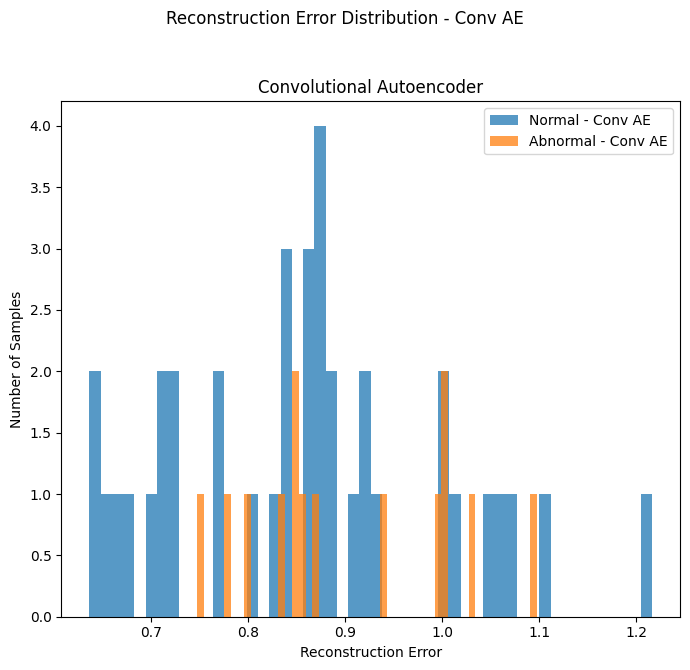 Reconstruction Error Distribution - Conv AE
Convolutional Autoencoder
Normal - Conv AE
Abnormal - Conv AE
Number of Samples
4.0
3.5
3.0
2.5
2.0
1.5
1.0
0.5
0.0
0.7
0.8
0.9
1.0
1.1
1.2
Reconstruction Error